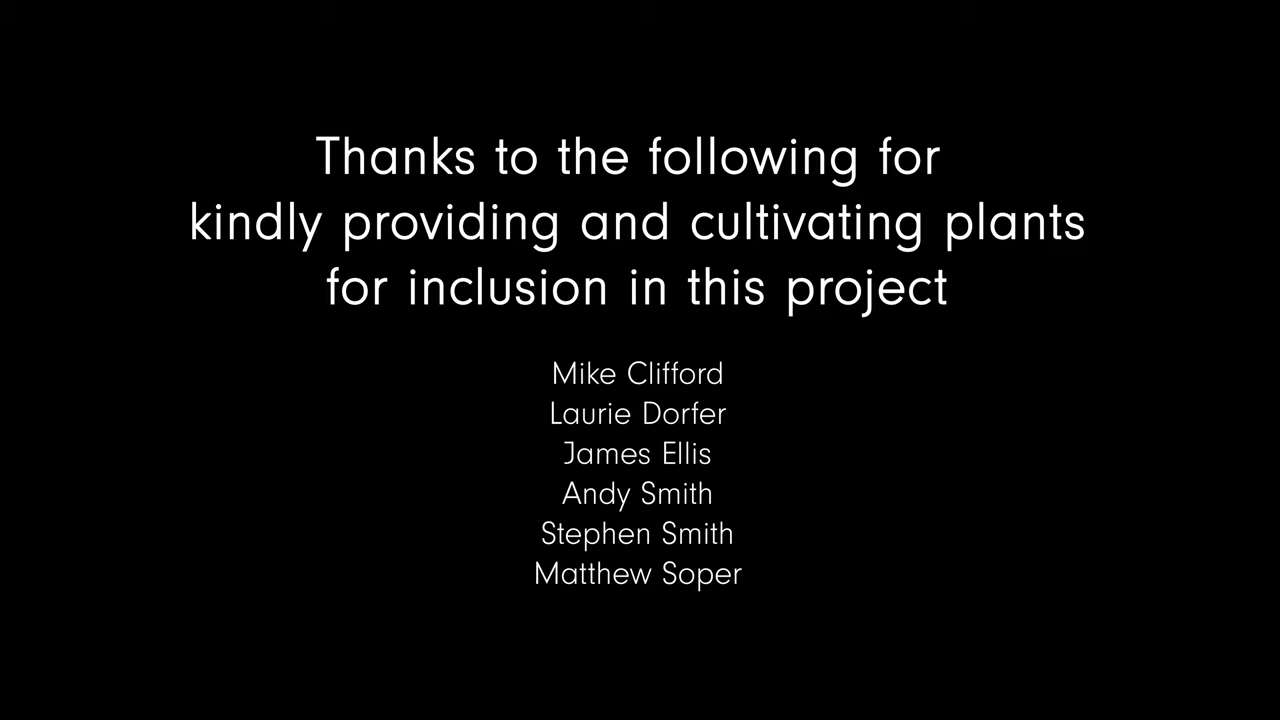 Thanks to the following for
kindly providing and cultivating plants
for inclusion in this project
Mike Clifford
Laurie Dorfer
James Ellis
Andy Smith
Stephen Smith
Matthew Soper